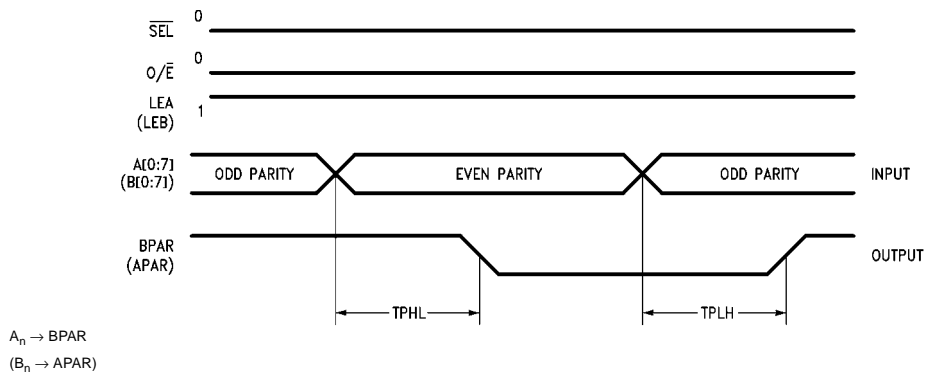 S̅E̅L̅ 0
O/E̅ 0
LEA
(LEB) 1
A[0:7]
(B[0:7]) ODD PARITY EVEN PARITY ODD PARITY INPUT
BPAR
(APAR) OUTPUT
TPHL TPLH
Aₙ → BPAR
(Bₙ → APAR)